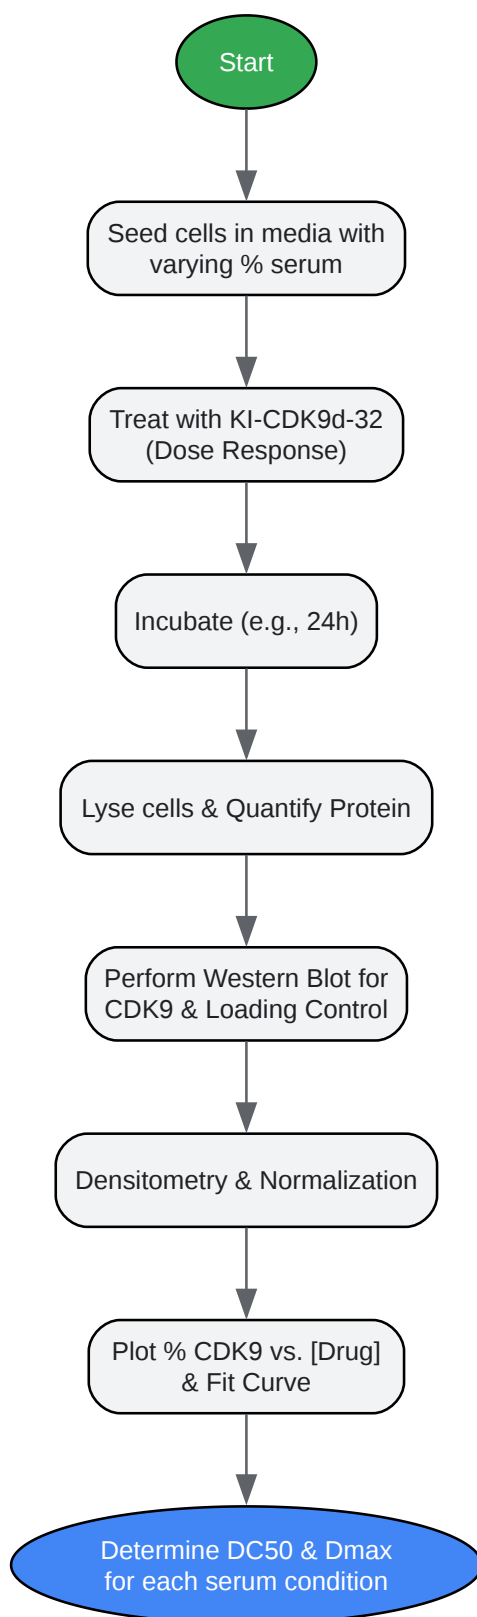 Start
Seed cells in media with
varying % serum
Treat with KI-CDK9d-32
(Dose Response)
Incubate (e.g., 24h)
Lyse cells & Quantify Protein
Perform Western Blot for
CDK9 & Loading Control
Densitometry & Normalization
Plot % CDK9 vs. [Drug]
& Fit Curve
Determine DC50 & Dmax
for each serum condition